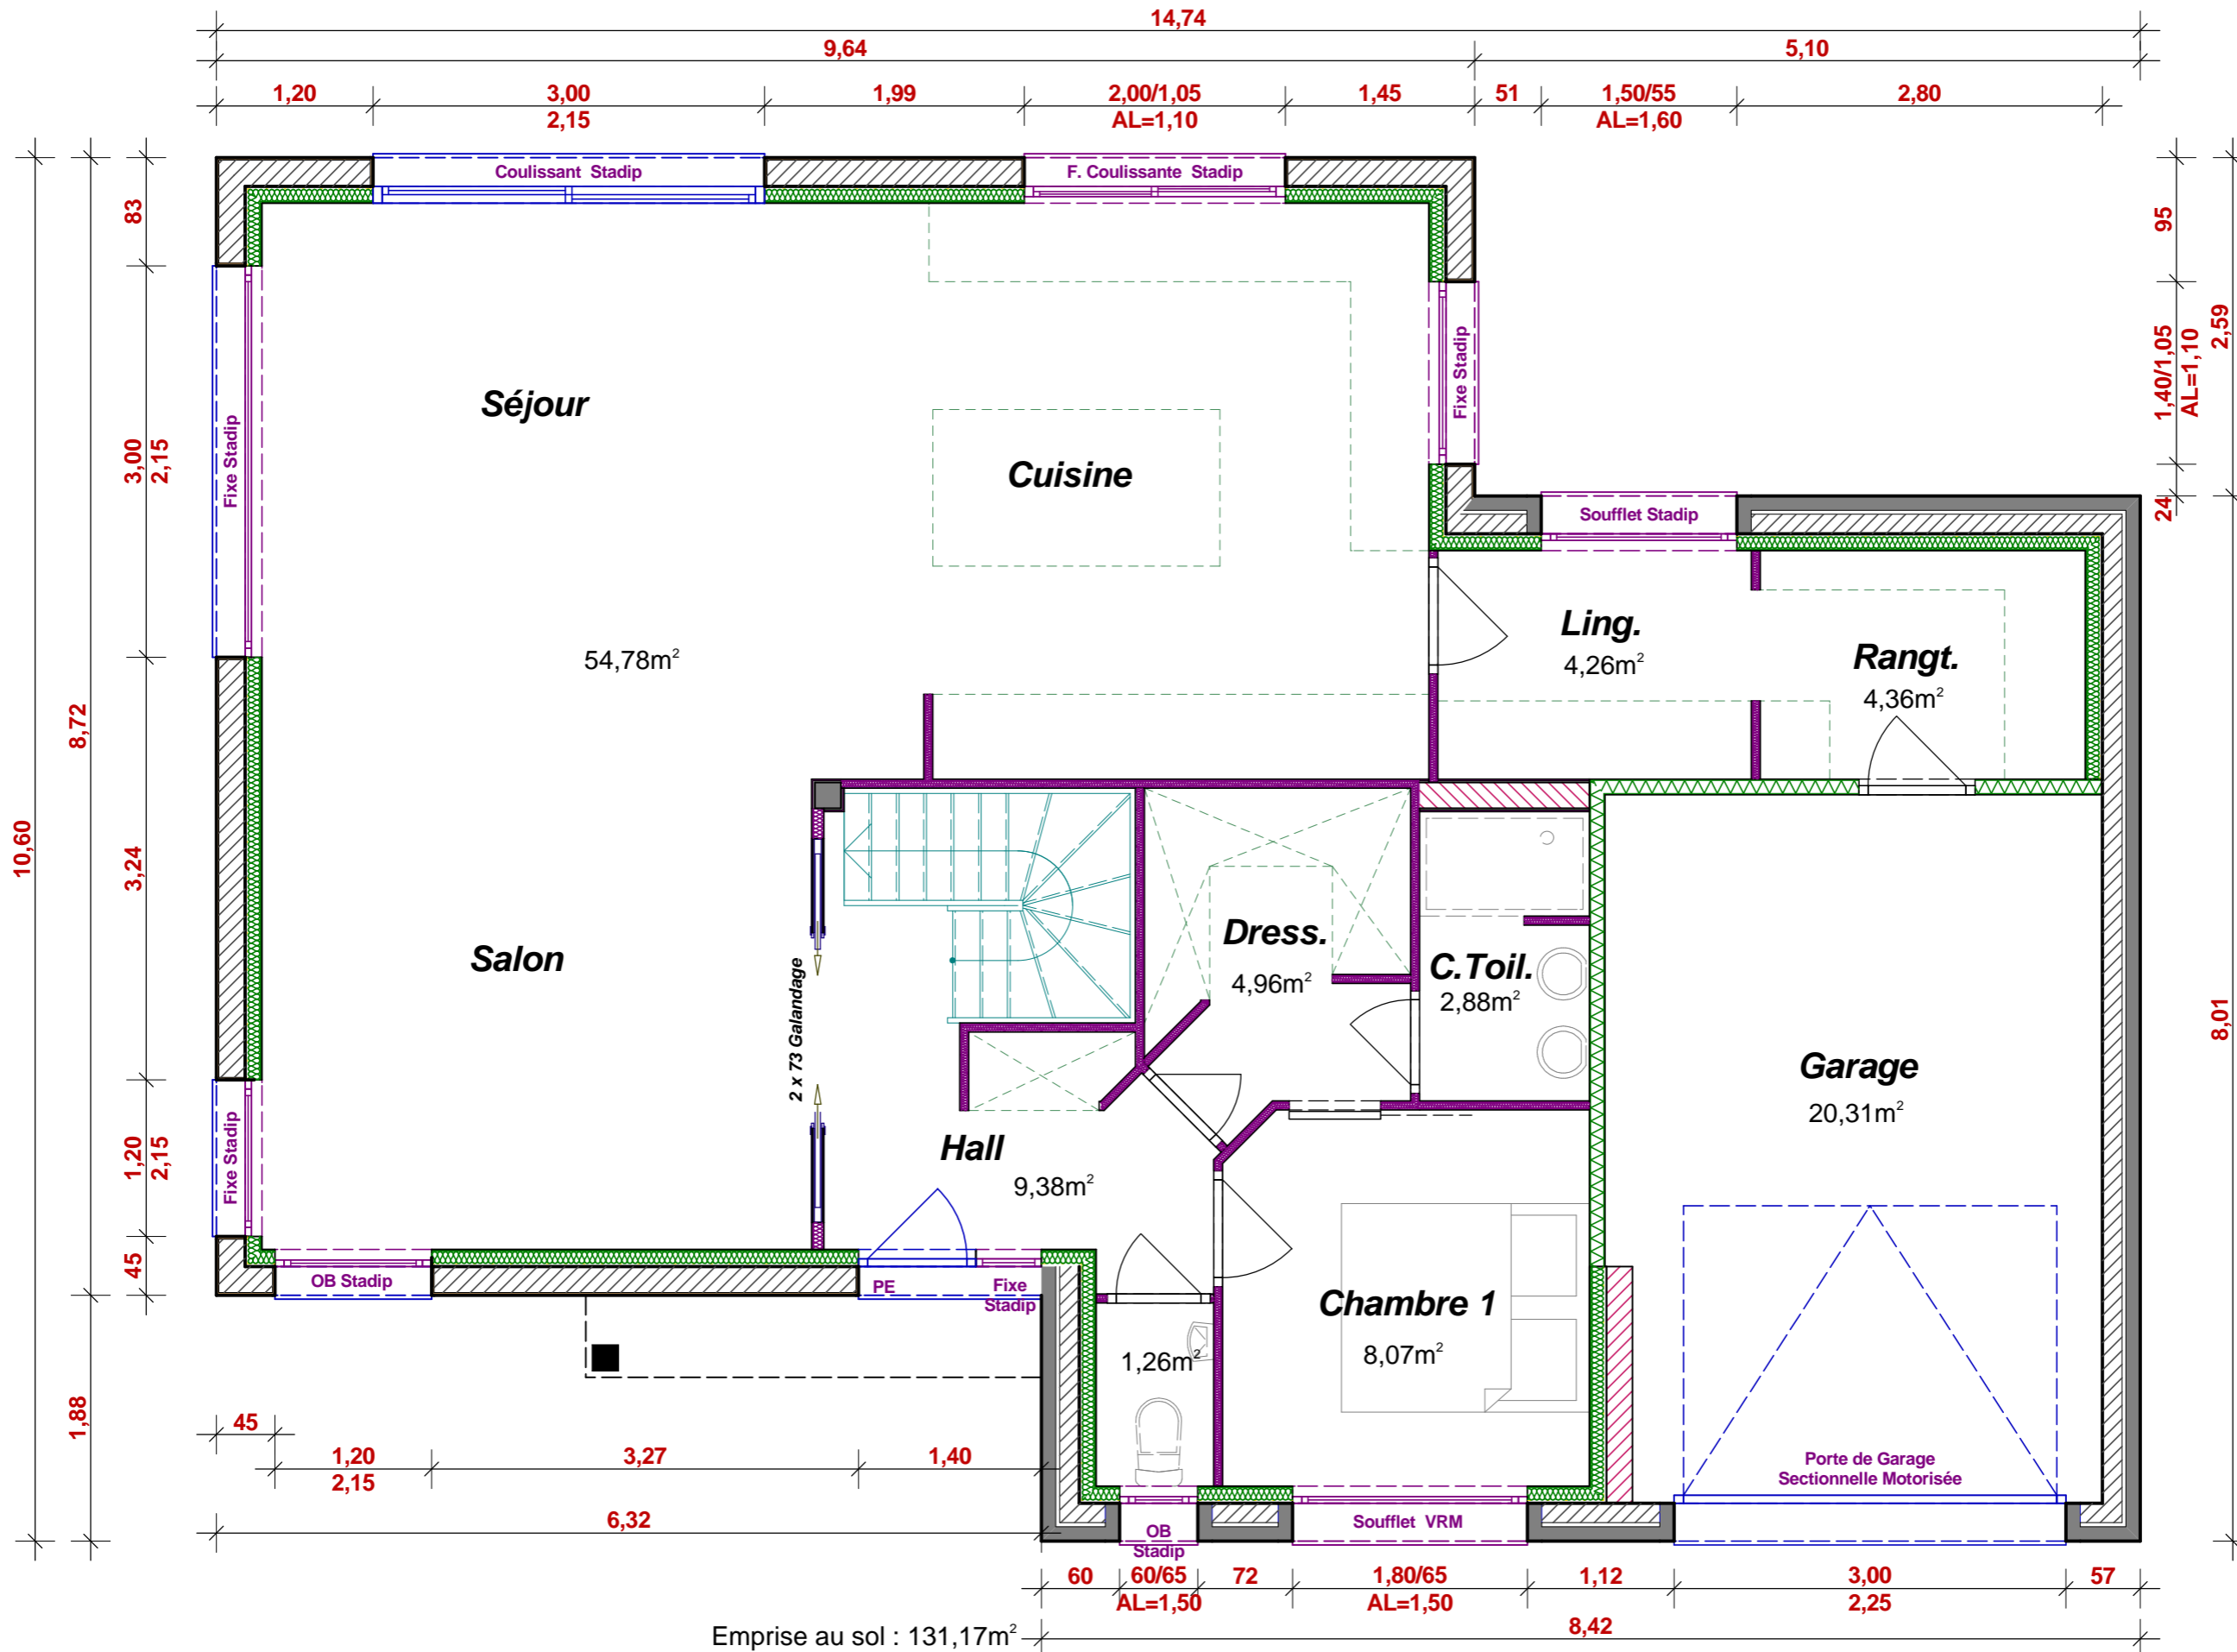 14,74
9,64
5,10
1,20
3,00
1,99
2,00/1,05
1,45
51
1,50/55
2,80
2,15
AL=1,10
AL=1,60
Coulissant Stadip
F. Coulissante Stadip
83
95
2,59
1,40/1,05
AL=1,10
Fixe Stadip
Fixe Stadip
3,00
2,15
Séjour
Cuisine
24
Soufflet Stadip
Ling.
4,26m²
Rangt.
4,36m²
54,78m²
8,72
10,60
3,24
Salon
2 x 73 Galandage
Dress.
4,96m²
C.Toil.
2,88m²
Garage
20,31m²
8,01
1,20
2,15
Fixe Stadip
Hall
9,38m²
45
OB Stadip
PE
Fixe
Stadip
Chambre 1
8,07m²
1,26m²
1,88
45
1,20
2,15
3,27
1,40
Porte de Garage
Sectionnelle Motorisée
6,32
OB
Stadip
Soufflet VRM
60
60/65
AL=1,50
72
1,80/65
AL=1,50
1,12
3,00
2,25
57
8,42
Emprise au sol : 131,17m²